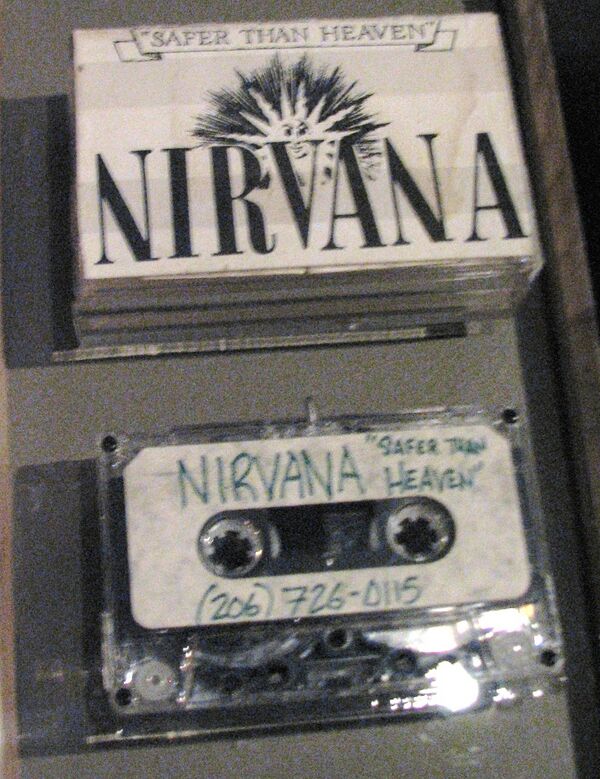 "SAFER THAN HEAVEN"
NIRVANA
NIRVANA "SAFER THAN
HEAVEN"
(206) 726-0115